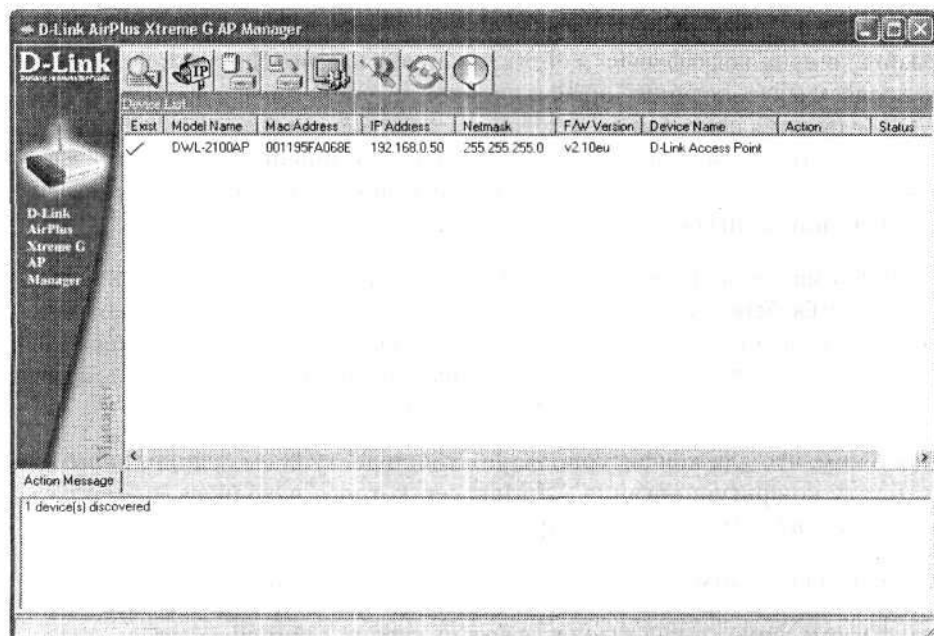 D-Link AirPlus Xtreme G AP Manager
D-Link
IP
Device List
Exist Model Name Mac Address IP Address Netmask F/W Version Device Name Action Status
DWL-2100AP 001195FA068E 192.168.0.50 255.255.255.0 v2.10eu D-Link Access Point
D-Link
AirPlus
Xtreme G
AP
Manager
Manager
Action Message
1 device(s) discovered